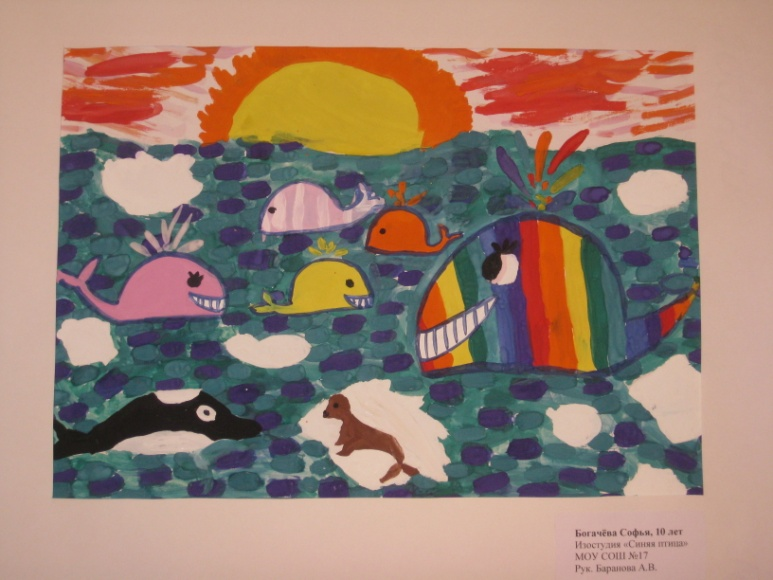 Богачёва Софья, 10 лет
Изостудия «Синяя птица»
МОУ СОШ №17
Рук. Баранова А.В.